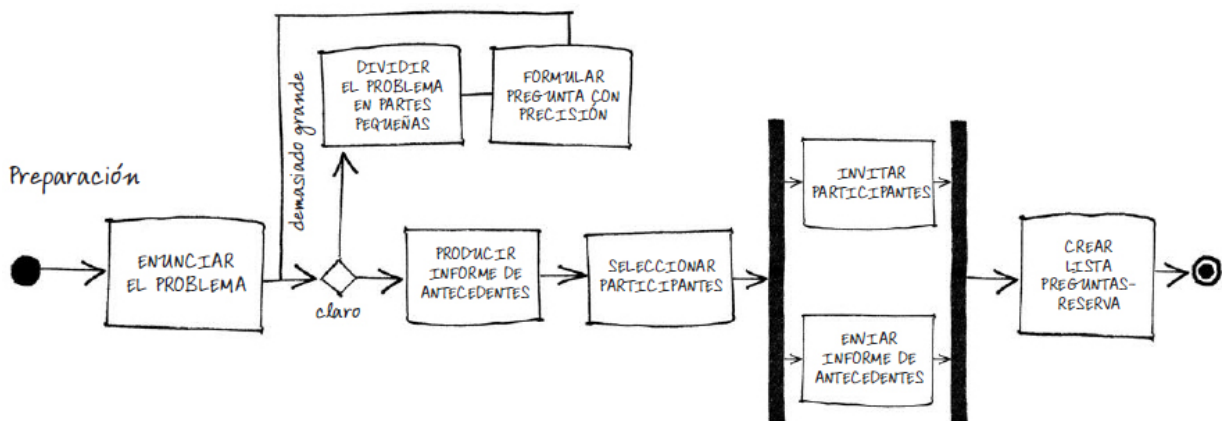 DIVIDIR
EL PROBLEMA
EN PARTES
PEQUEÑAS
FORMULAR
PREGUNTA CON
PRECISIÓN
demasiado grande
Preparación
INVITAR
PARTICIPANTES
ENUNCIAR
EL PROBLEMA
claro
PRODUCIR
INFORME DE
ANTECEDENTES
SELECCIONAR
PARTICIPANTES
CREAR
LISTA
PREGUNTAS-
RESERVA
ENVIAR
INFORME DE
ANTECEDENTES